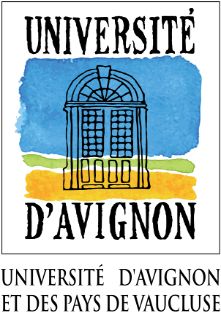 UNIVERSITÉ
D'AVIGNON
UNIVERSITÉ D'AVIGNON
ET DES PAYS DE VAUCLUSE